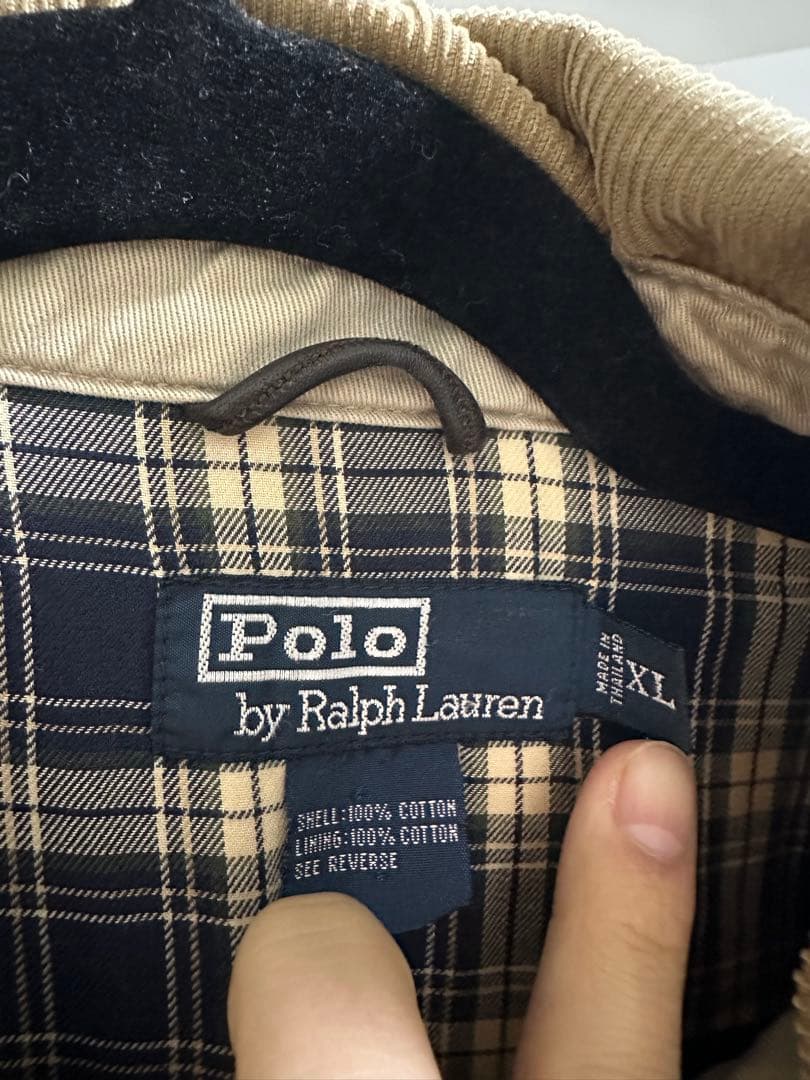 Polo
by Ralph Lauren
MADE IN
THAILAND
XL
SHELL:100% COTTON
LINING:100% COTTON
SEE REVERSE